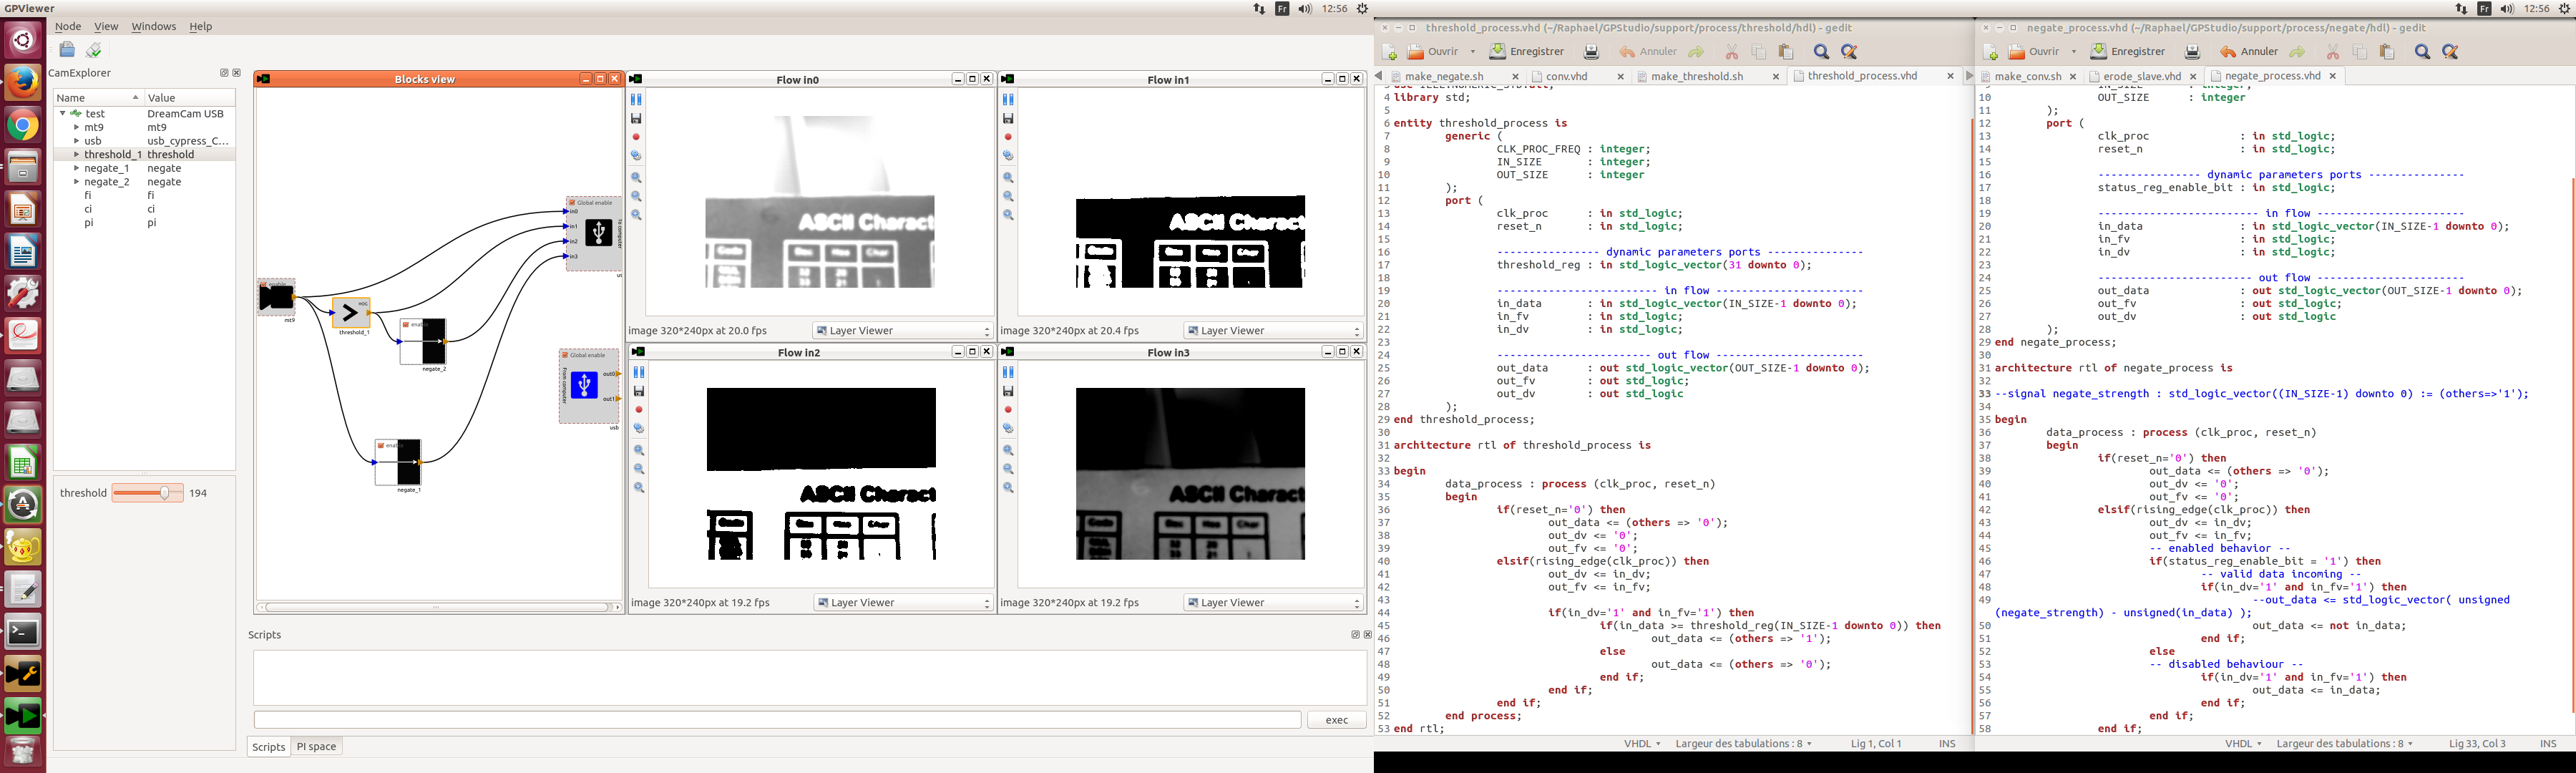 GPViewer
Fr
12:56
Node View Windows Help
CamExplorer
Name Value
test DreamCam USB
mt9 mt9
usb usb_cypress_C...
threshold_1 threshold
negate_1 negate
negate_2 negate
fi fi
ci ci
pi pi
threshold 194
Blocks view
Global enable
in0
in1
in2
in3
To computer
mt9
threshold_1
enable
negate_2
Global enable
From computer
out0
out1
usb
enable
negate_1
Flow in0
ASCII Charact
image 320*240px at 20.0 fps Layer Viewer
Flow in1
ASCII Charact
image 320*240px at 20.4 fps Layer Viewer
Flow in2
ASCII Charact
image 320*240px at 19.2 fps Layer Viewer
Flow in3
ASCII Charact
image 320*240px at 19.2 fps Layer Viewer
Scripts
exec
Scripts PI space
threshold_process.vhd (~/Raphael/GPStudio/support/process/threshold/hdl) - gedit
Ouvrir Enregistrer Annuler
make_negate.sh conv.vhd make_threshold.sh threshold_process.vhd
4 library std;
5
6 entity threshold_process is
7 generic (
8 CLK_PROC_FREQ : integer;
9 IN_SIZE : integer;
10 OUT_SIZE : integer
11 );
12 port (
13 clk_proc : in std_logic;
14 reset_n : in std_logic;
15
16 --------------- dynamic parameters ports ---------------
17 threshold_reg : in std_logic_vector(31 downto 0);
18
19 ------------------------ in flow -----------------------
20 in_data : in std_logic_vector(IN_SIZE-1 downto 0);
21 in_fv : in std_logic;
22 in_dv : in std_logic;
23
24 ------------------------ out flow -----------------------
25 out_data : out std_logic_vector(OUT_SIZE-1 downto 0);
26 out_fv : out std_logic;
27 out_dv : out std_logic
28 );
29 end threshold_process;
30
31 architecture rtl of threshold_process is
32
33 begin
34 data_process : process (clk_proc, reset_n)
35 begin
36 if(reset_n='0') then
37 out_data <= (others => '0');
38 out_dv <= '0';
39 out_fv <= '0';
40 elsif(rising_edge(clk_proc)) then
41 out_dv <= in_dv;
42 out_fv <= in_fv;
43
44 if(in_dv='1' and in_fv='1') then
45 if(in_data >= threshold_reg(IN_SIZE-1 downto 0)) then
46 out_data <= (others => '1');
47 else
48 out_data <= (others => '0');
49 end if;
50 end if;
51 end if;
52 end process;
53 end rtl;
VHDL Largeur des tabulations : 8 Lig 1, Col 1 INS
Fr
12:56
negate_process.vhd (~/Raphael/GPStudio/support/process/negate/hdl) - gedit
Ouvrir Enregistrer Annuler
make_conv.sh erode_slave.vhd negate_process.vhd
10 OUT_SIZE : integer
11 );
12 port (
13 clk_proc : in std_logic;
14 reset_n : in std_logic;
15
16 --------------- dynamic parameters ports --------------
17 status_reg_enable_bit : in std_logic;
18
19 ------------------------ in flow -----------------------
20 in_data : in std_logic_vector(IN_SIZE-1 downto 0);
21 in_fv : in std_logic;
22 in_dv : in std_logic;
23
24 ----------------------- out flow -----------------------
25 out_data : out std_logic_vector(OUT_SIZE-1 downto 0);
26 out_fv : out std_logic;
27 out_dv : out std_logic
28 );
29 end negate_process;
30
31 architecture rtl of negate_process is
32
33 --signal negate_strength : std_logic_vector((IN_SIZE-1) downto 0) := (others=>'1');
34
35 begin
36 data_process : process (clk_proc, reset_n)
37 begin
38 if(reset_n='0') then
39 out_data <= (others => '0');
40 out_dv <= '0';
41 out_fv <= '0';
42 elsif(rising_edge(clk_proc)) then
43 out_dv <= in_dv;
44 out_fv <= in_fv;
45 -- enabled behavior --
46 if(status_reg_enable_bit = '1') then
47 -- valid data incoming --
48 if(in_dv='1' and in_fv='1') then
49 --out_data <= std_logic_vector( unsigned
(negate_strength) - unsigned(in_data) );
50 out_data <= not in_data;
51 end if;
52 else
53 -- disabled behaviour --
54 if(in_dv='1' and in_fv='1') then
55 out_data <= in_data;
56 end if;
57 end if;
58 end if;
VHDL Largeur des tabulations : 8 Lig 33, Col 3 INS